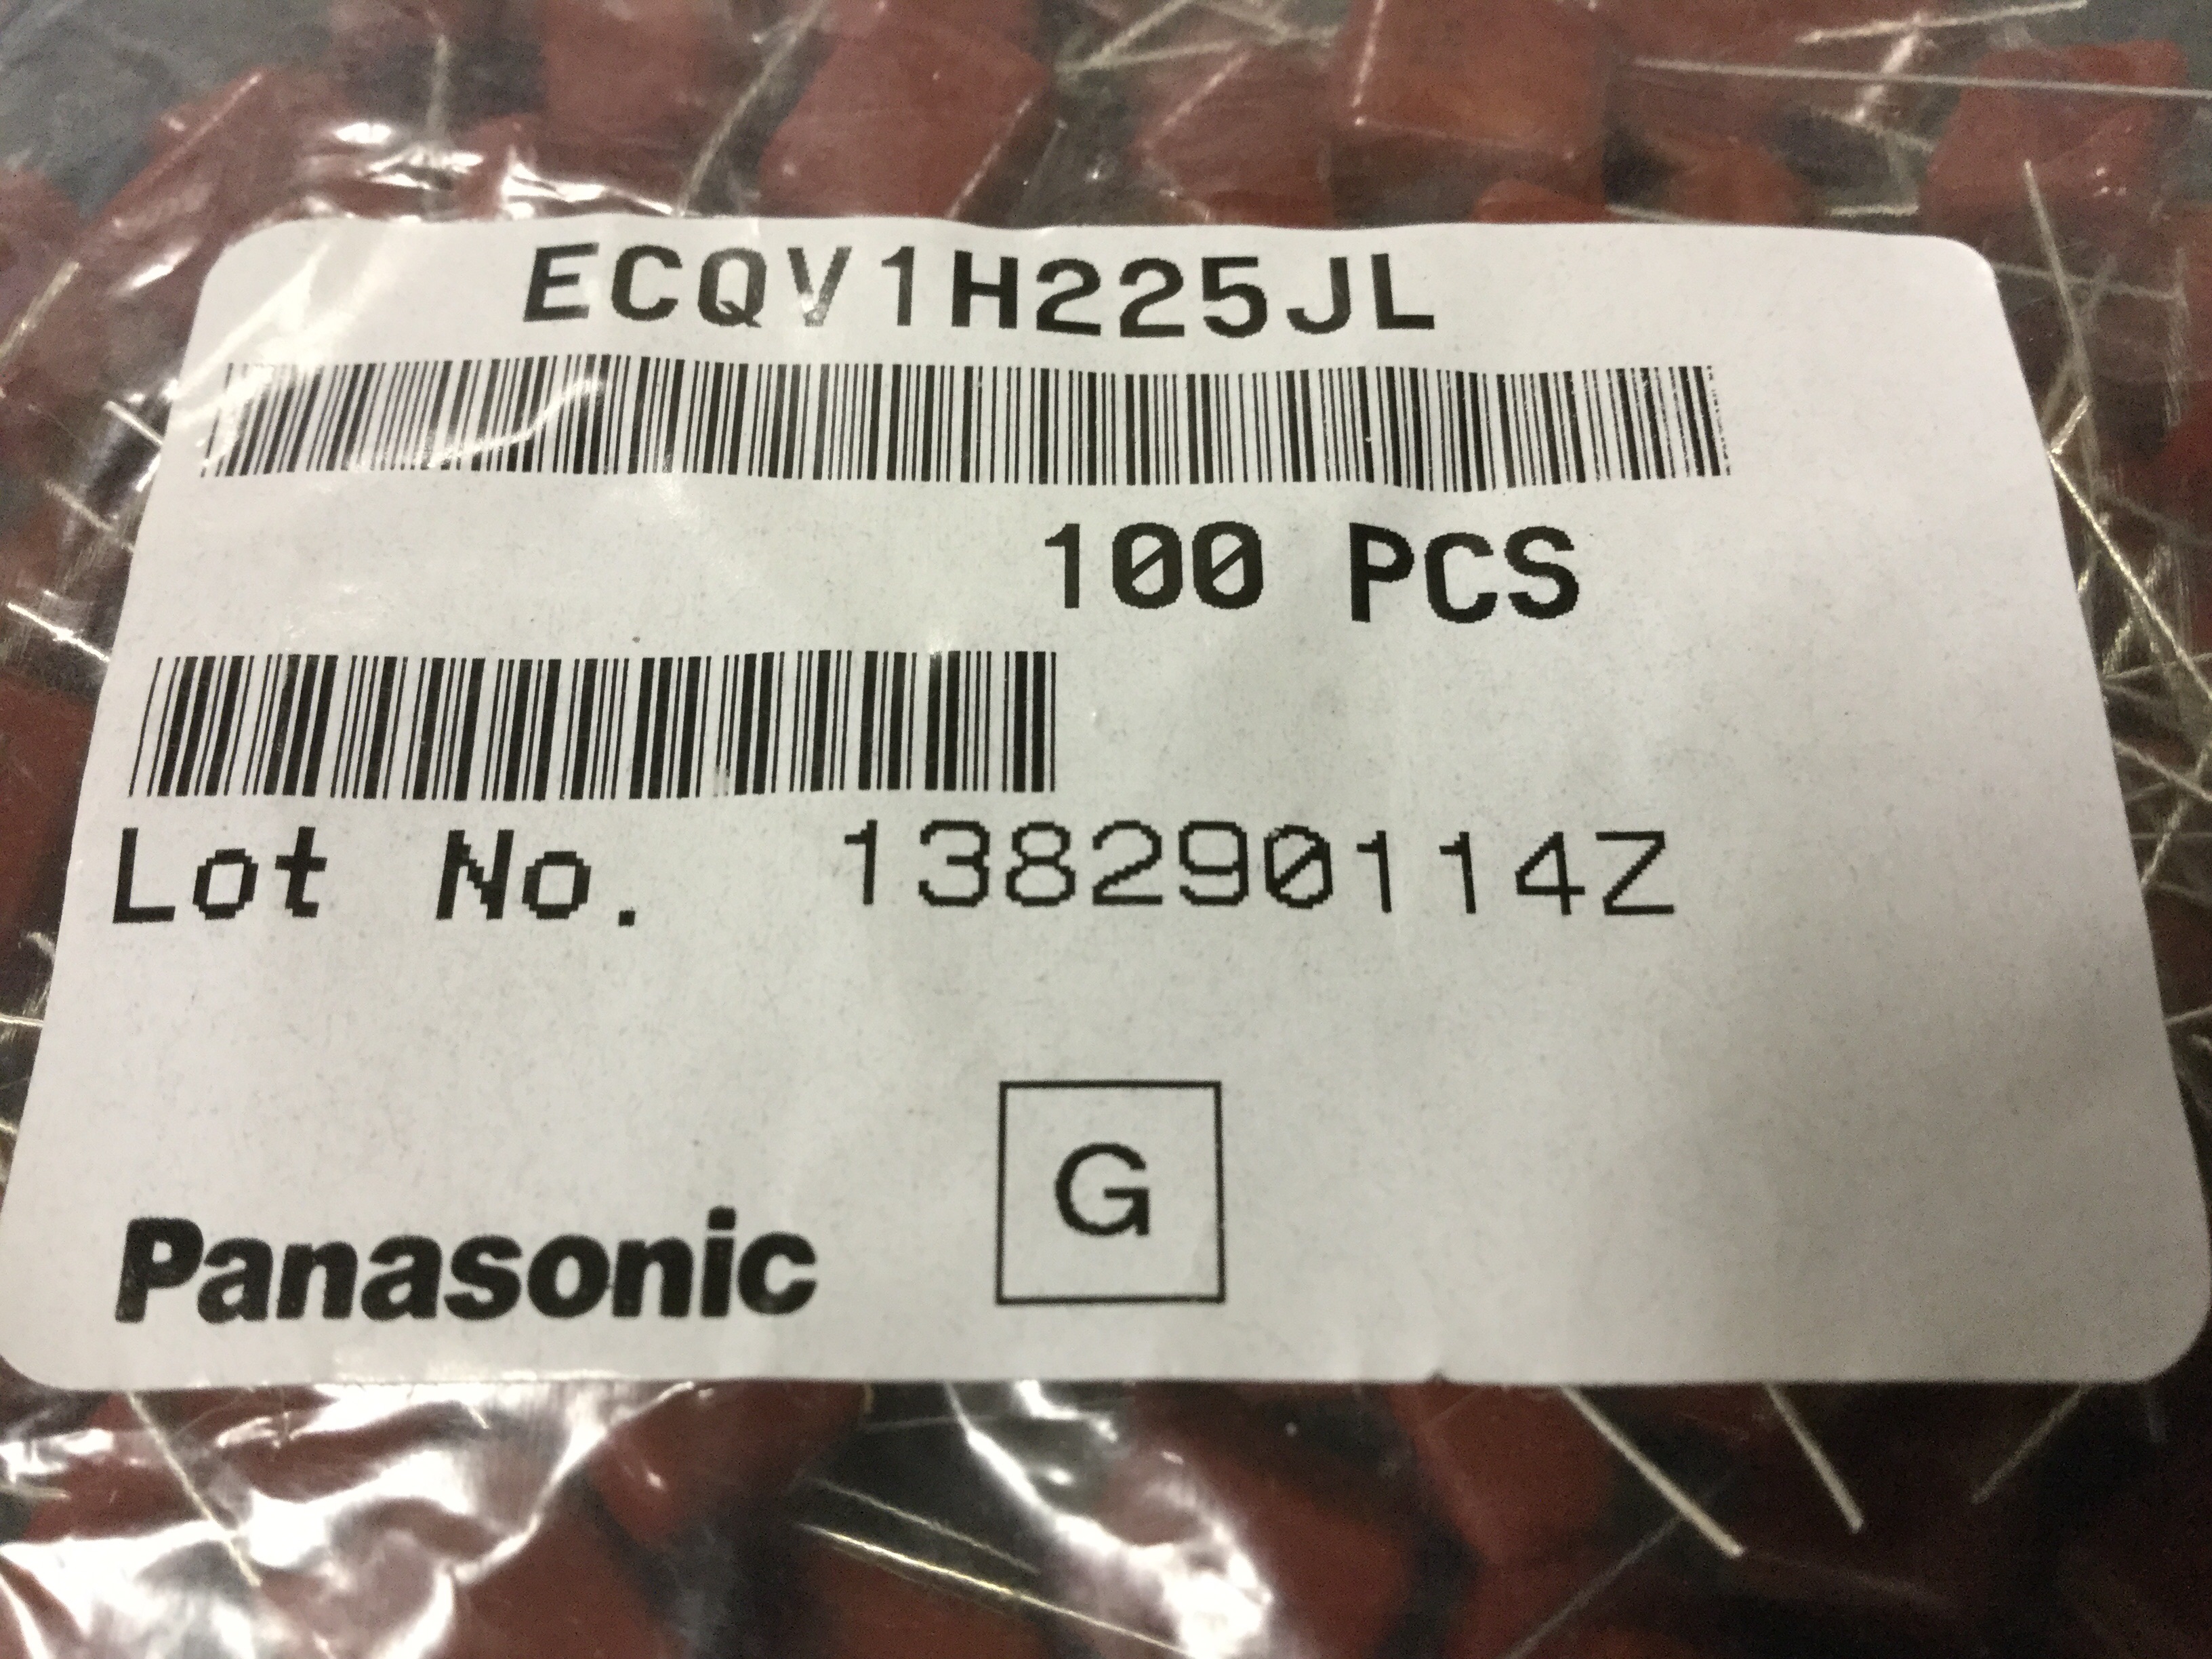 ECQV1H225JL
100 PCS
Lot No. 138290114Z
G
Panasonic